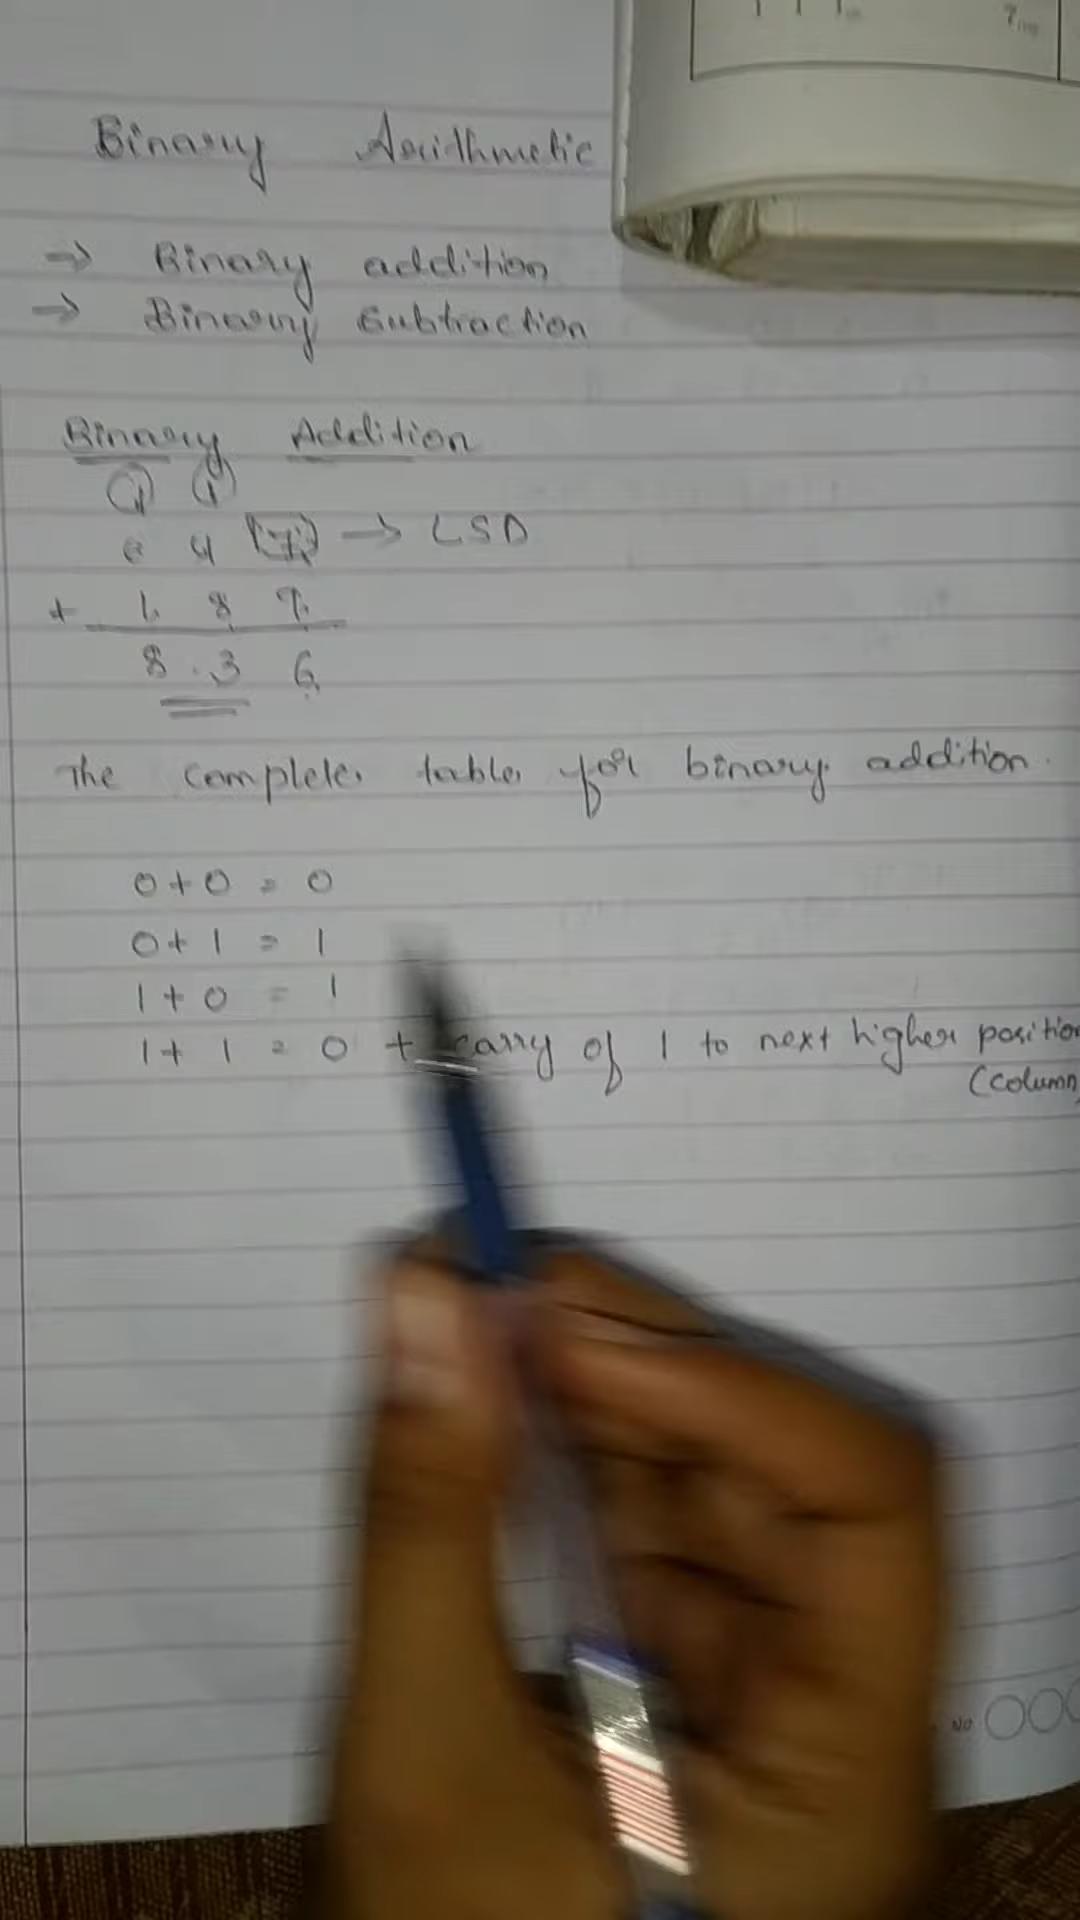 Binary Arithmetic
→ Binary addition
→ Binary Subtraction
Binary Addition
1 1
6 4 7 → LSD
+ 1 8 9
8 3 6
The complete table for binary addition.
0 + 0 = 0
0 + 1 = 1
1 + 0 = 1
1 + 1 = 0 + carry of 1 to next higher position
(column)
No